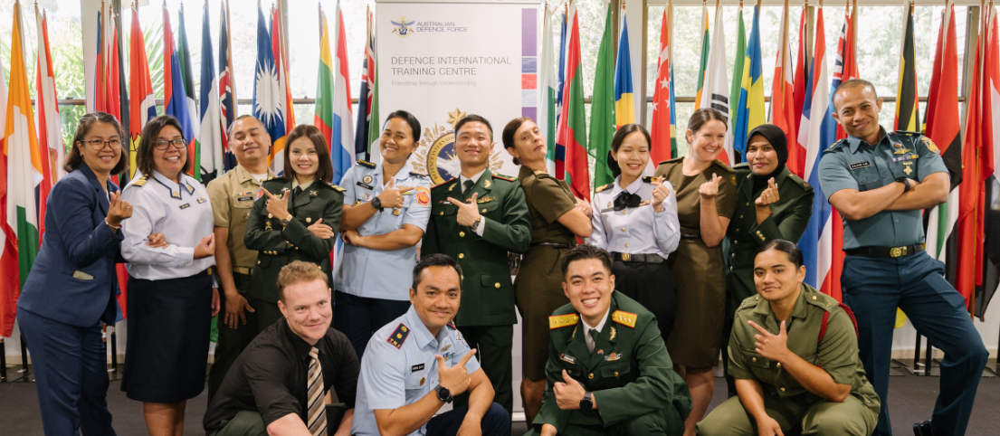 AUSTRALIAN
DEFENCE FORCE
DEFENCE INTERNATIONAL
TRAINING CENTRE
Friendship through Understanding